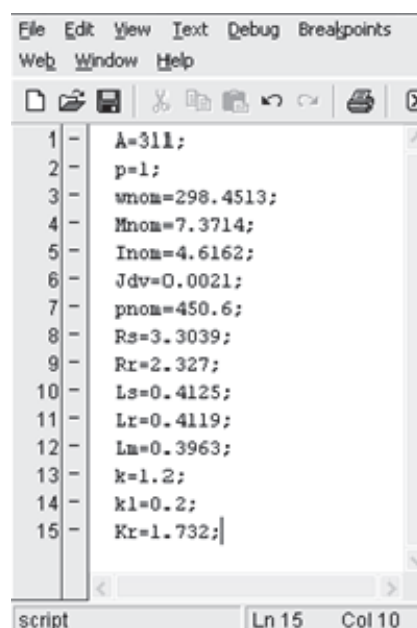 File Edit View Text Debug Breakpoints
Web Window Help
1 - A=311;
2 - p=1;
3 - wnom=298.4513;
4 - Mnom=7.3714;
5 - Inom=4.6162;
6 - Jdv=0.0021;
7 - pnom=450.6;
8 - Rs=3.3039;
9 - Rr=2.327;
10 - Ls=0.4125;
11 - Lr=0.4119;
12 - Lm=0.3963;
13 - k=1.2;
14 - k1=0.2;
15 - Kr=1.732;
script Ln 15 Col 10